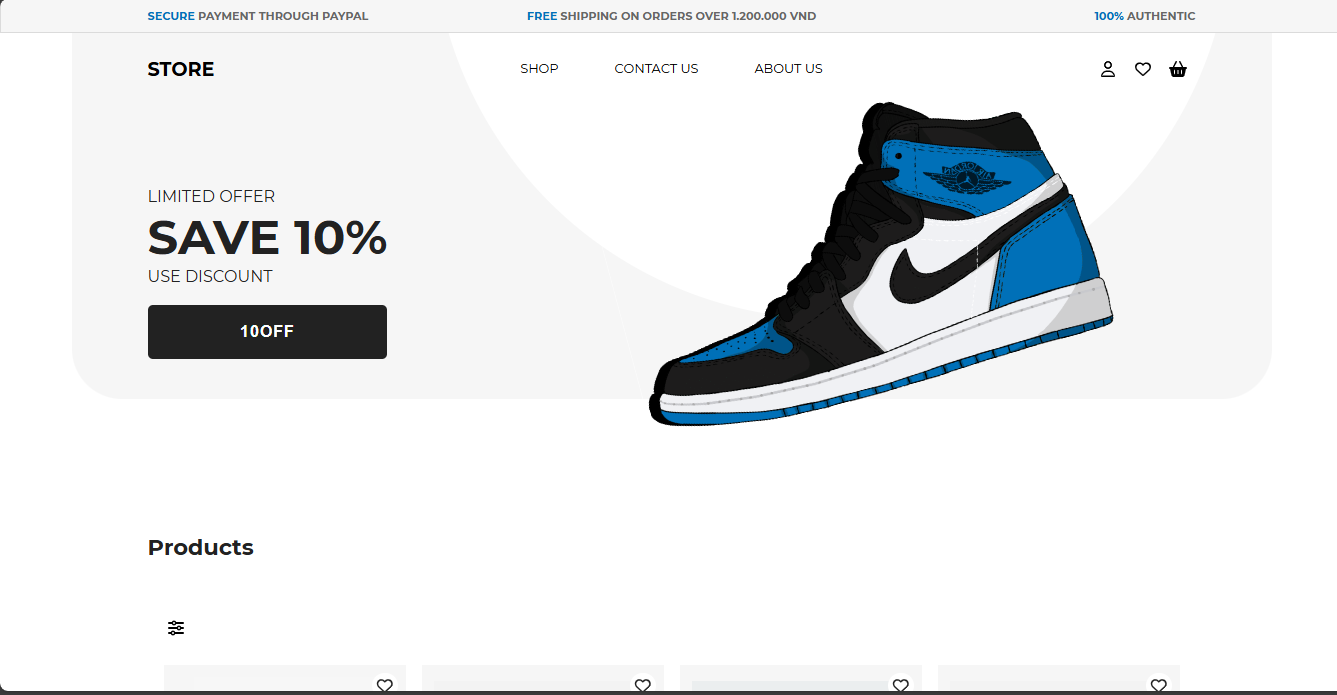 SECURE PAYMENT THROUGH PAYPAL
FREE SHIPPING ON ORDERS OVER 1.200.000 VND
100% AUTHENTIC
STORE
SHOP
CONTACT US
ABOUT US
LIMITED OFFER
SAVE 10%
USE DISCOUNT
10OFF
Products